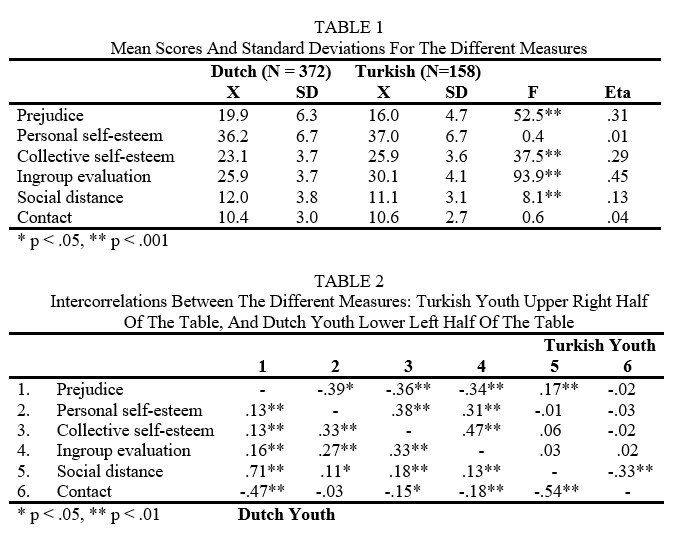 TABLE 1
Mean Scores And Standard Deviations For The Different Measures
Dutch (N = 372) Turkish (N=158)
X SD X SD F Eta
Prejudice 19.9 6.3 16.0 4.7 52.5** .31
Personal self-esteem 36.2 6.7 37.0 6.7 0.4 .01
Collective self-esteem 23.1 3.7 25.9 3.6 37.5** .29
Ingroup evaluation 25.9 3.7 30.1 4.1 93.9** .45
Social distance 12.0 3.8 11.1 3.1 8.1** .13
Contact 10.4 3.0 10.6 2.7 0.6 .04
* p < .05, ** p < .001
TABLE 2
Intercorrelations Between The Different Measures: Turkish Youth Upper Right Half
Of The Table, And Dutch Youth Lower Left Half Of The Table
Turkish Youth
1 2 3 4 5 6
1. Prejudice - -.39* -.36** -.34** .17** -.02
2. Personal self-esteem .13** - .38** .31** -.01 -.03
3. Collective self-esteem .13** .33** - .47** .06 -.02
4. Ingroup evaluation .16** .27** .33** - .03 .02
5. Social distance .71** .11* .18** .13** - -.33**
6. Contact -.47** -.03 -.15* -.18** -.54** -
* p < .05, ** p < .01 Dutch Youth